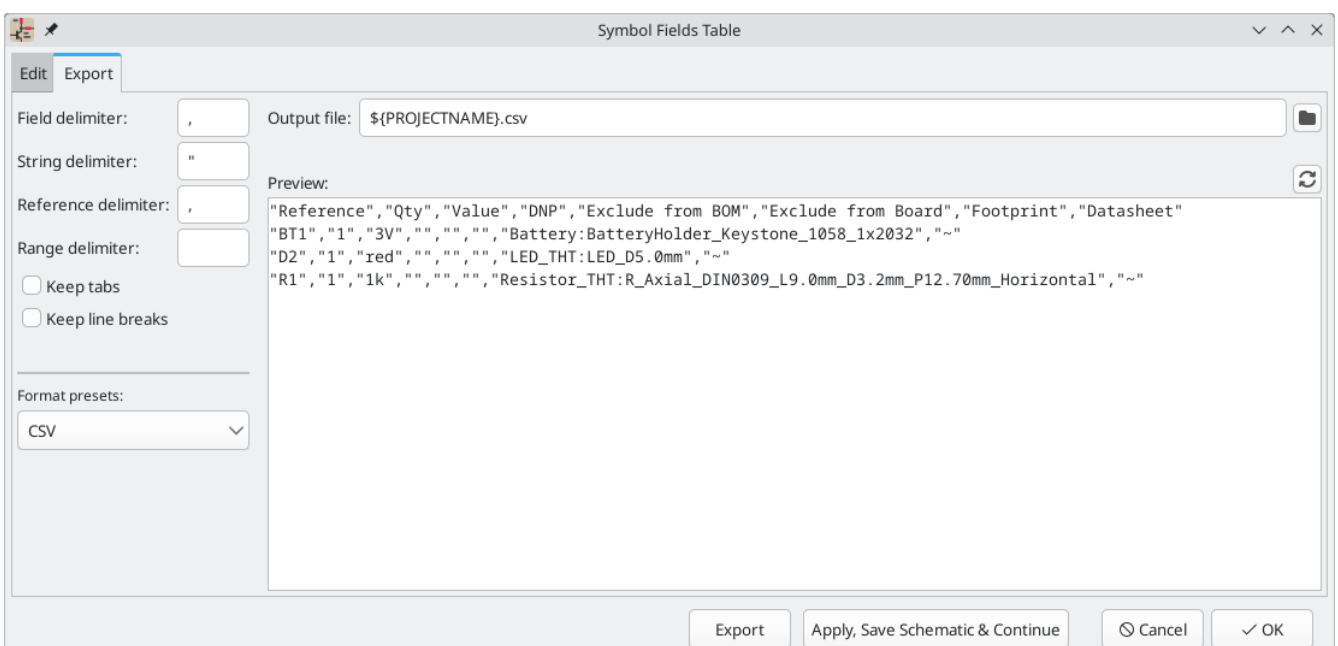 Symbol Fields Table
Edit Export
Field delimiter: ,
Output file: ${PROJECTNAME}.csv
String delimiter: "
Preview:
Reference delimiter: ,
Range delimiter:
Keep tabs
Keep line breaks
Format presets:
CSV
"Reference","Qty","Value","DNP","Exclude from BOM","Exclude from Board","Footprint","Datasheet"
"BT1","1","3V","","","","Battery:BatteryHolder_Keystone_1058_1x2032","~"
"D2","1","red","","","","LED_THT:LED_D5.0mm","~"
"R1","1","1k","","","","Resistor_THT:R_Axial_DIN0309_L9.0mm_D3.2mm_P12.70mm_Horizontal","~"
Export Apply, Save Schematic & Continue Cancel OK